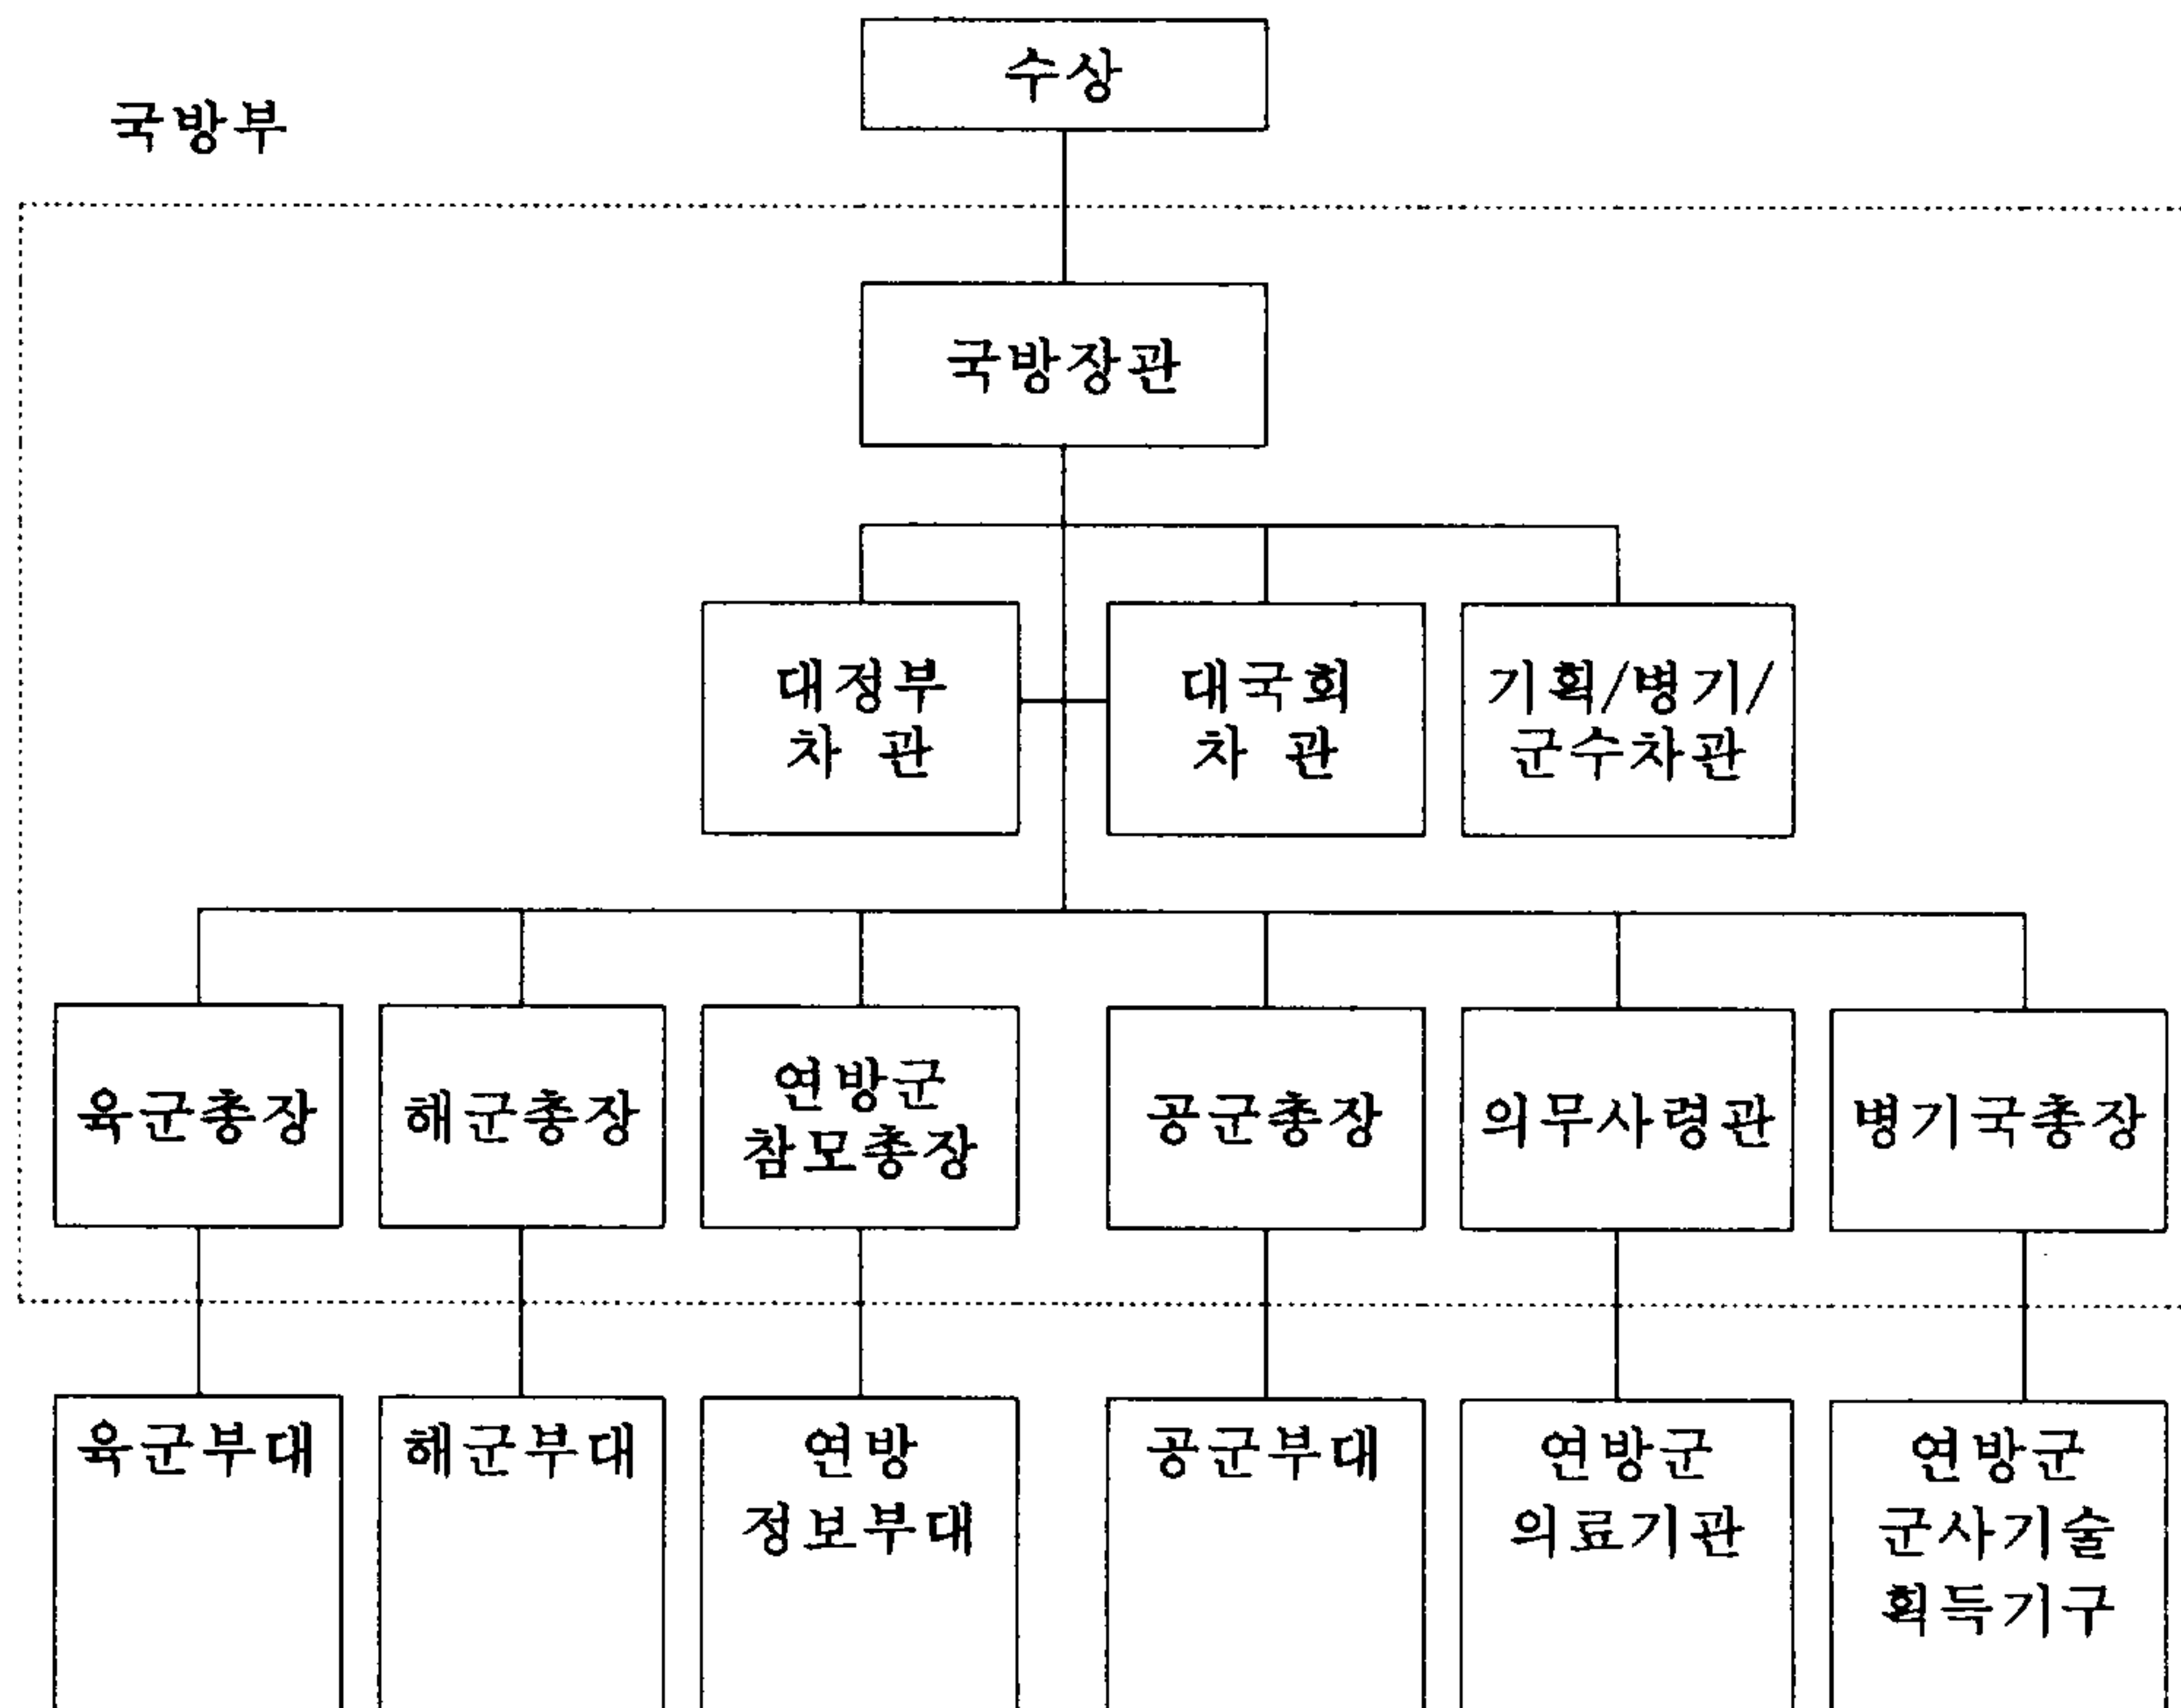 수상
국방부
국방장관
대정부
차 관
대국회
차 관
기획/병기/
군수차관
육군총장
해군총장
연방군
참모총장
공군총장
의무사령관
병기국총장
육군부대
해군부대
연방
정보부대
공군부대
연방군
의료기관
연방군
군사기술
획득기구